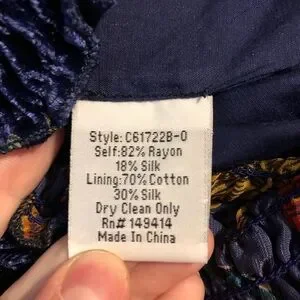 Style: C61722B-O
Self:82% Rayon
18% Silk
Lining:70% Cotton
30% Silk
Dry Clean Only
Rn# 149414
Made In China